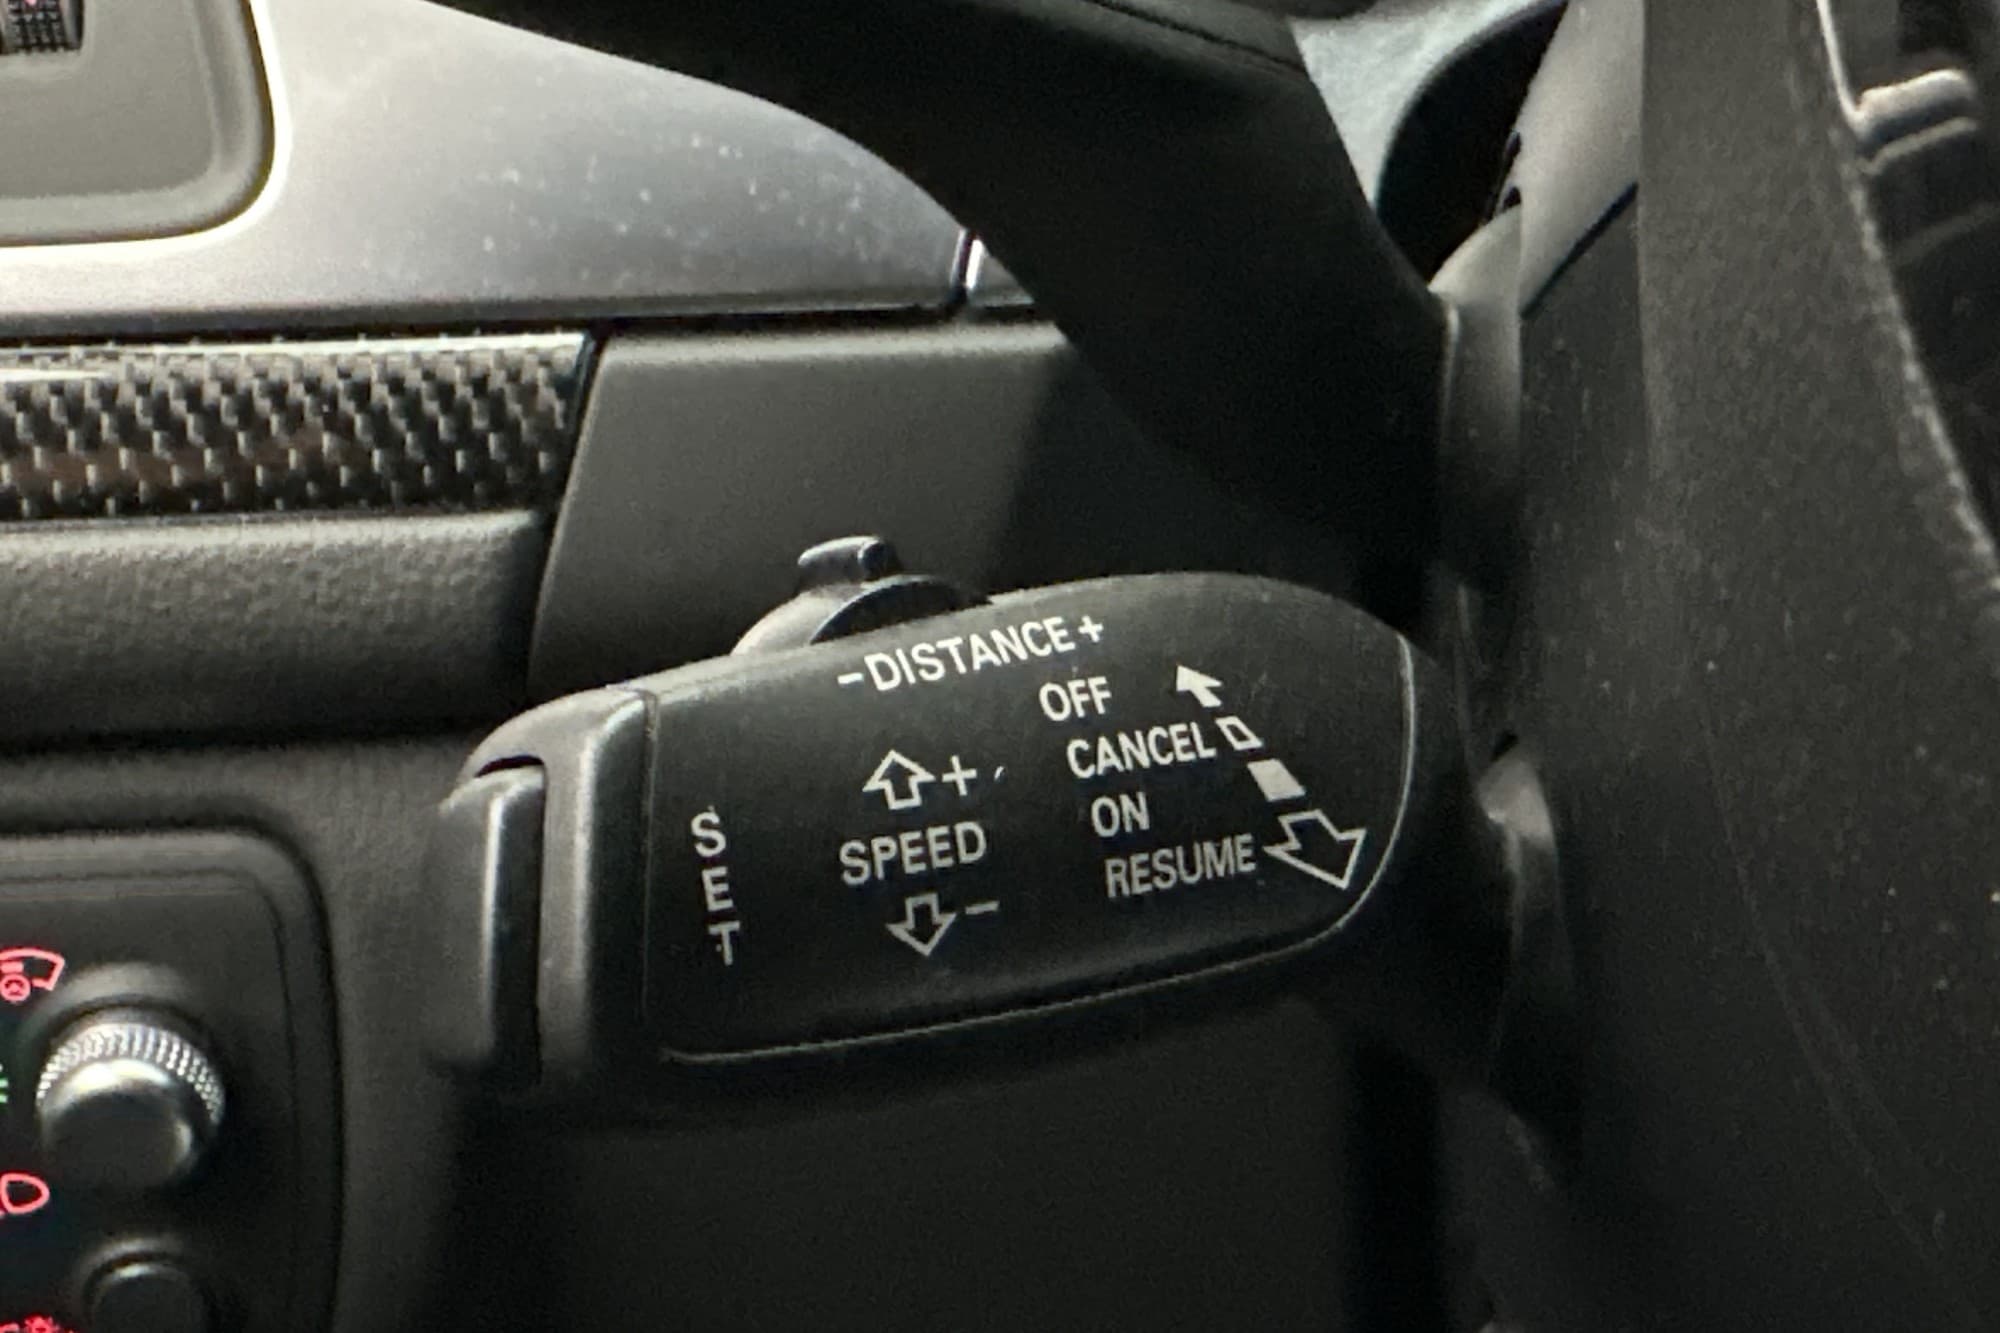 -DISTANCE+
OFF
CANCEL
ON
RESUME
+
SPEED
-
SET